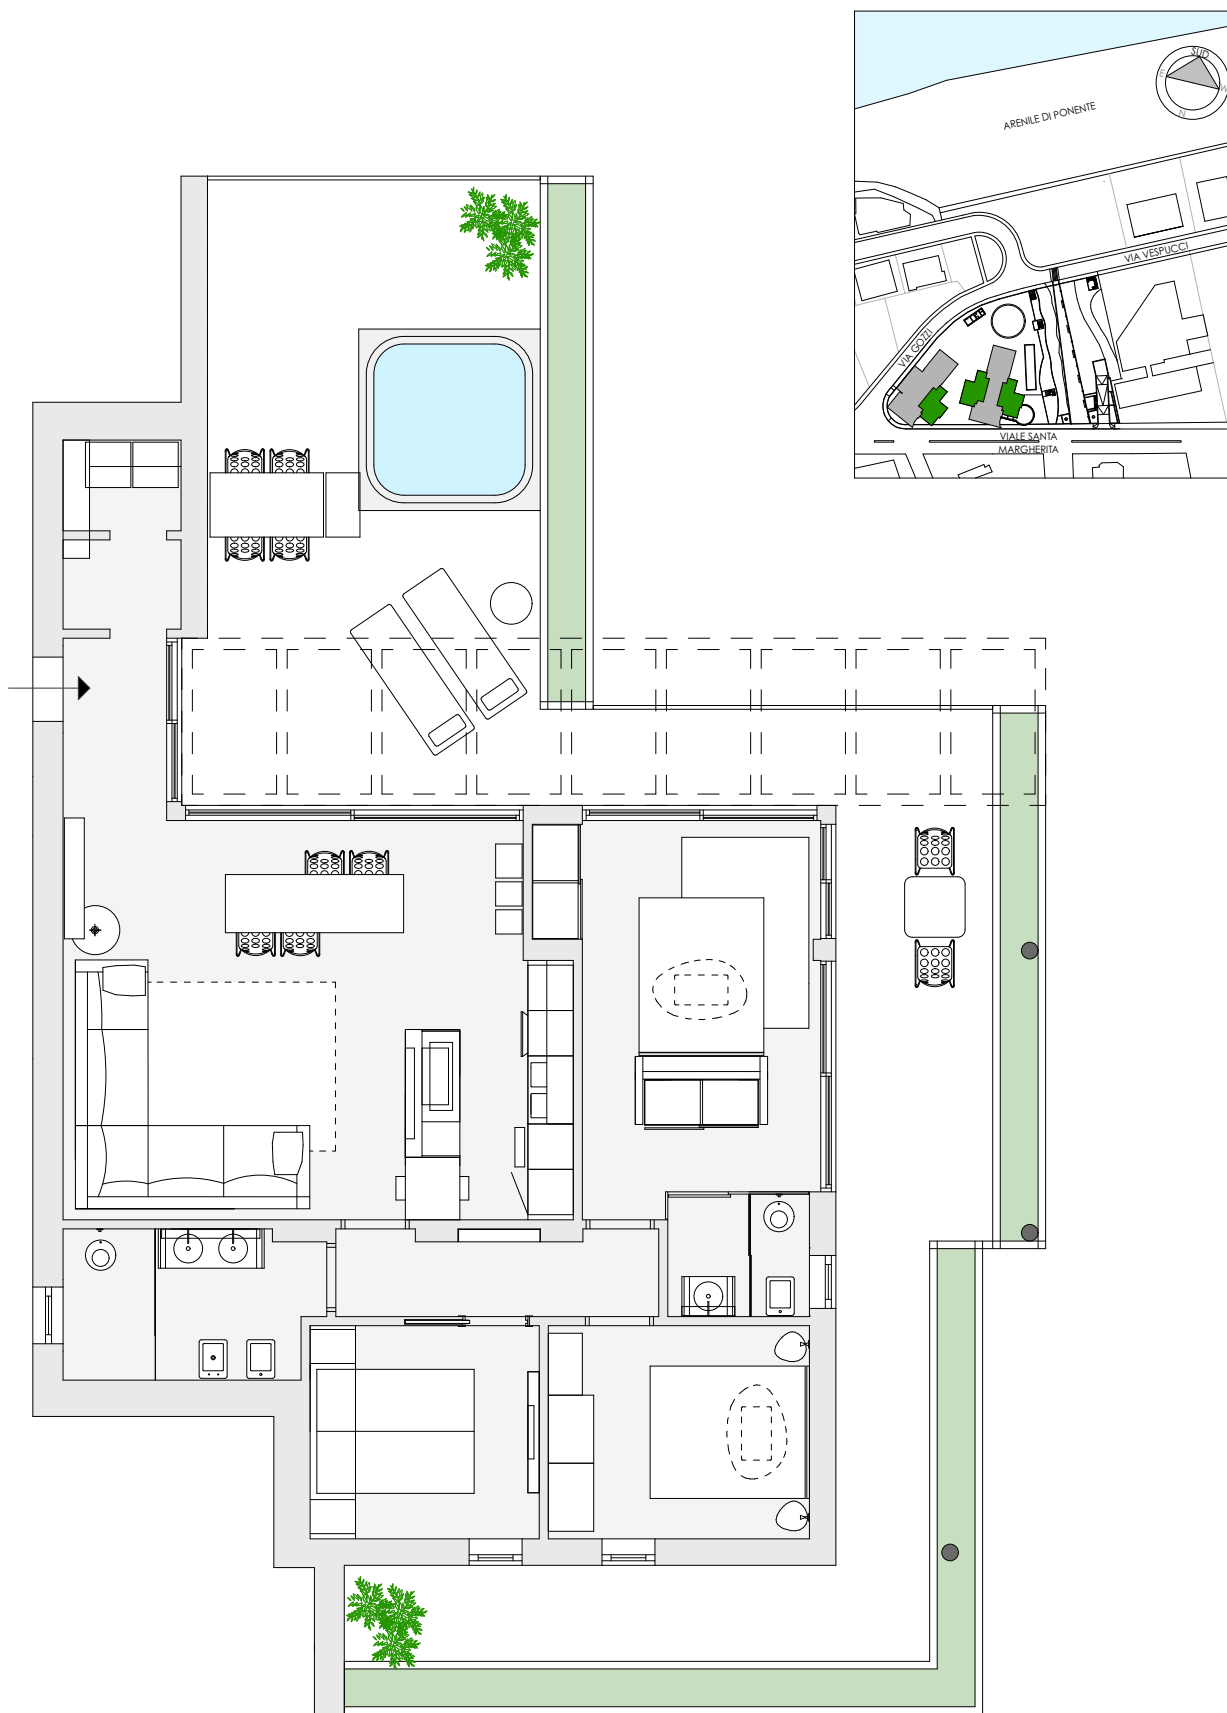 SUD
E
W
N
ARENILE DI PONENTE
VIA VESPUCCI
VIA GOZZI
VIALE SANTA
MARGHERITA